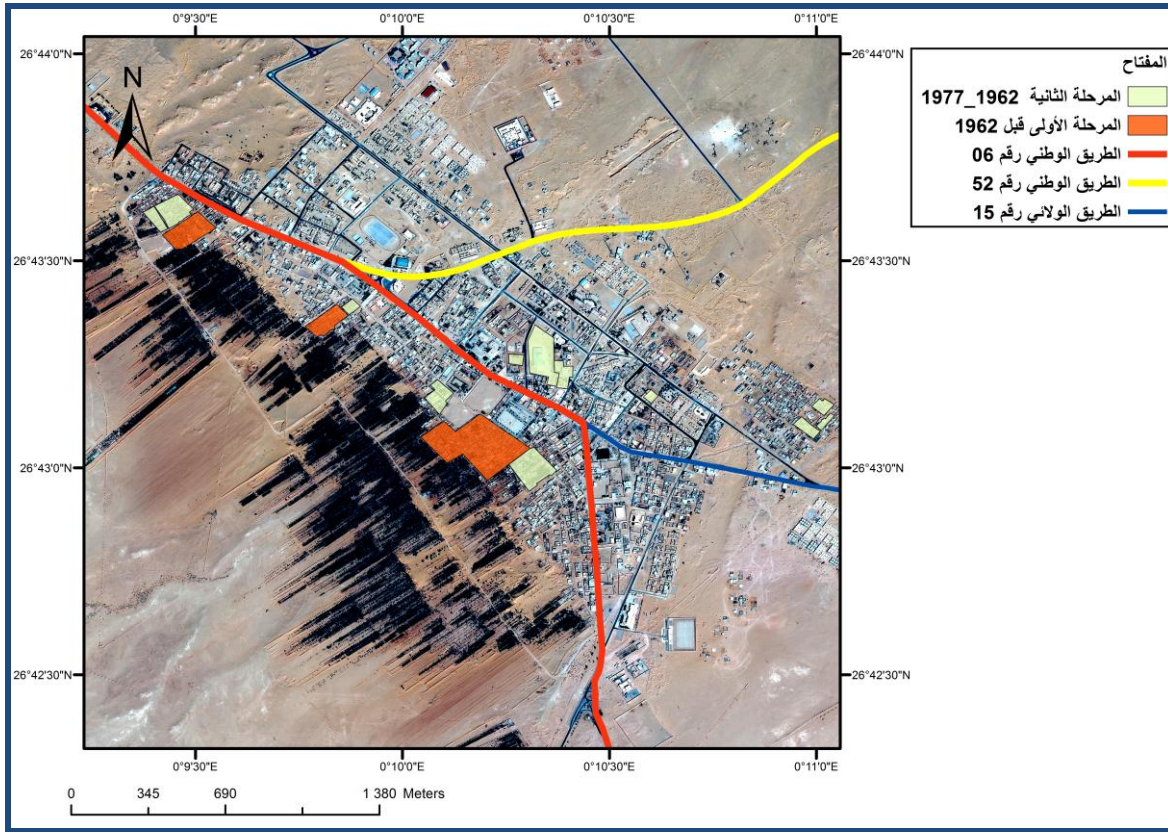 0°9'30"E 0°10'0"E 0°10'30"E 0°11'0"E
26°44'0"N 26°44'0"N
N
26°43'30"N 26°43'30"N
26°43'0"N 26°43'0"N
26°42'30"N 26°42'30"N
0°9'30"E 0°10'0"E 0°10'30"E 0°11'0"E
0 345 690 1 380 Meters
المفتاح
المرحلة الثانية 1962_1977
المرحلة الأولى قبل 1962
الطريق الوطني رقم 06
الطريق الوطني رقم 52
الطريق الولائي رقم 15